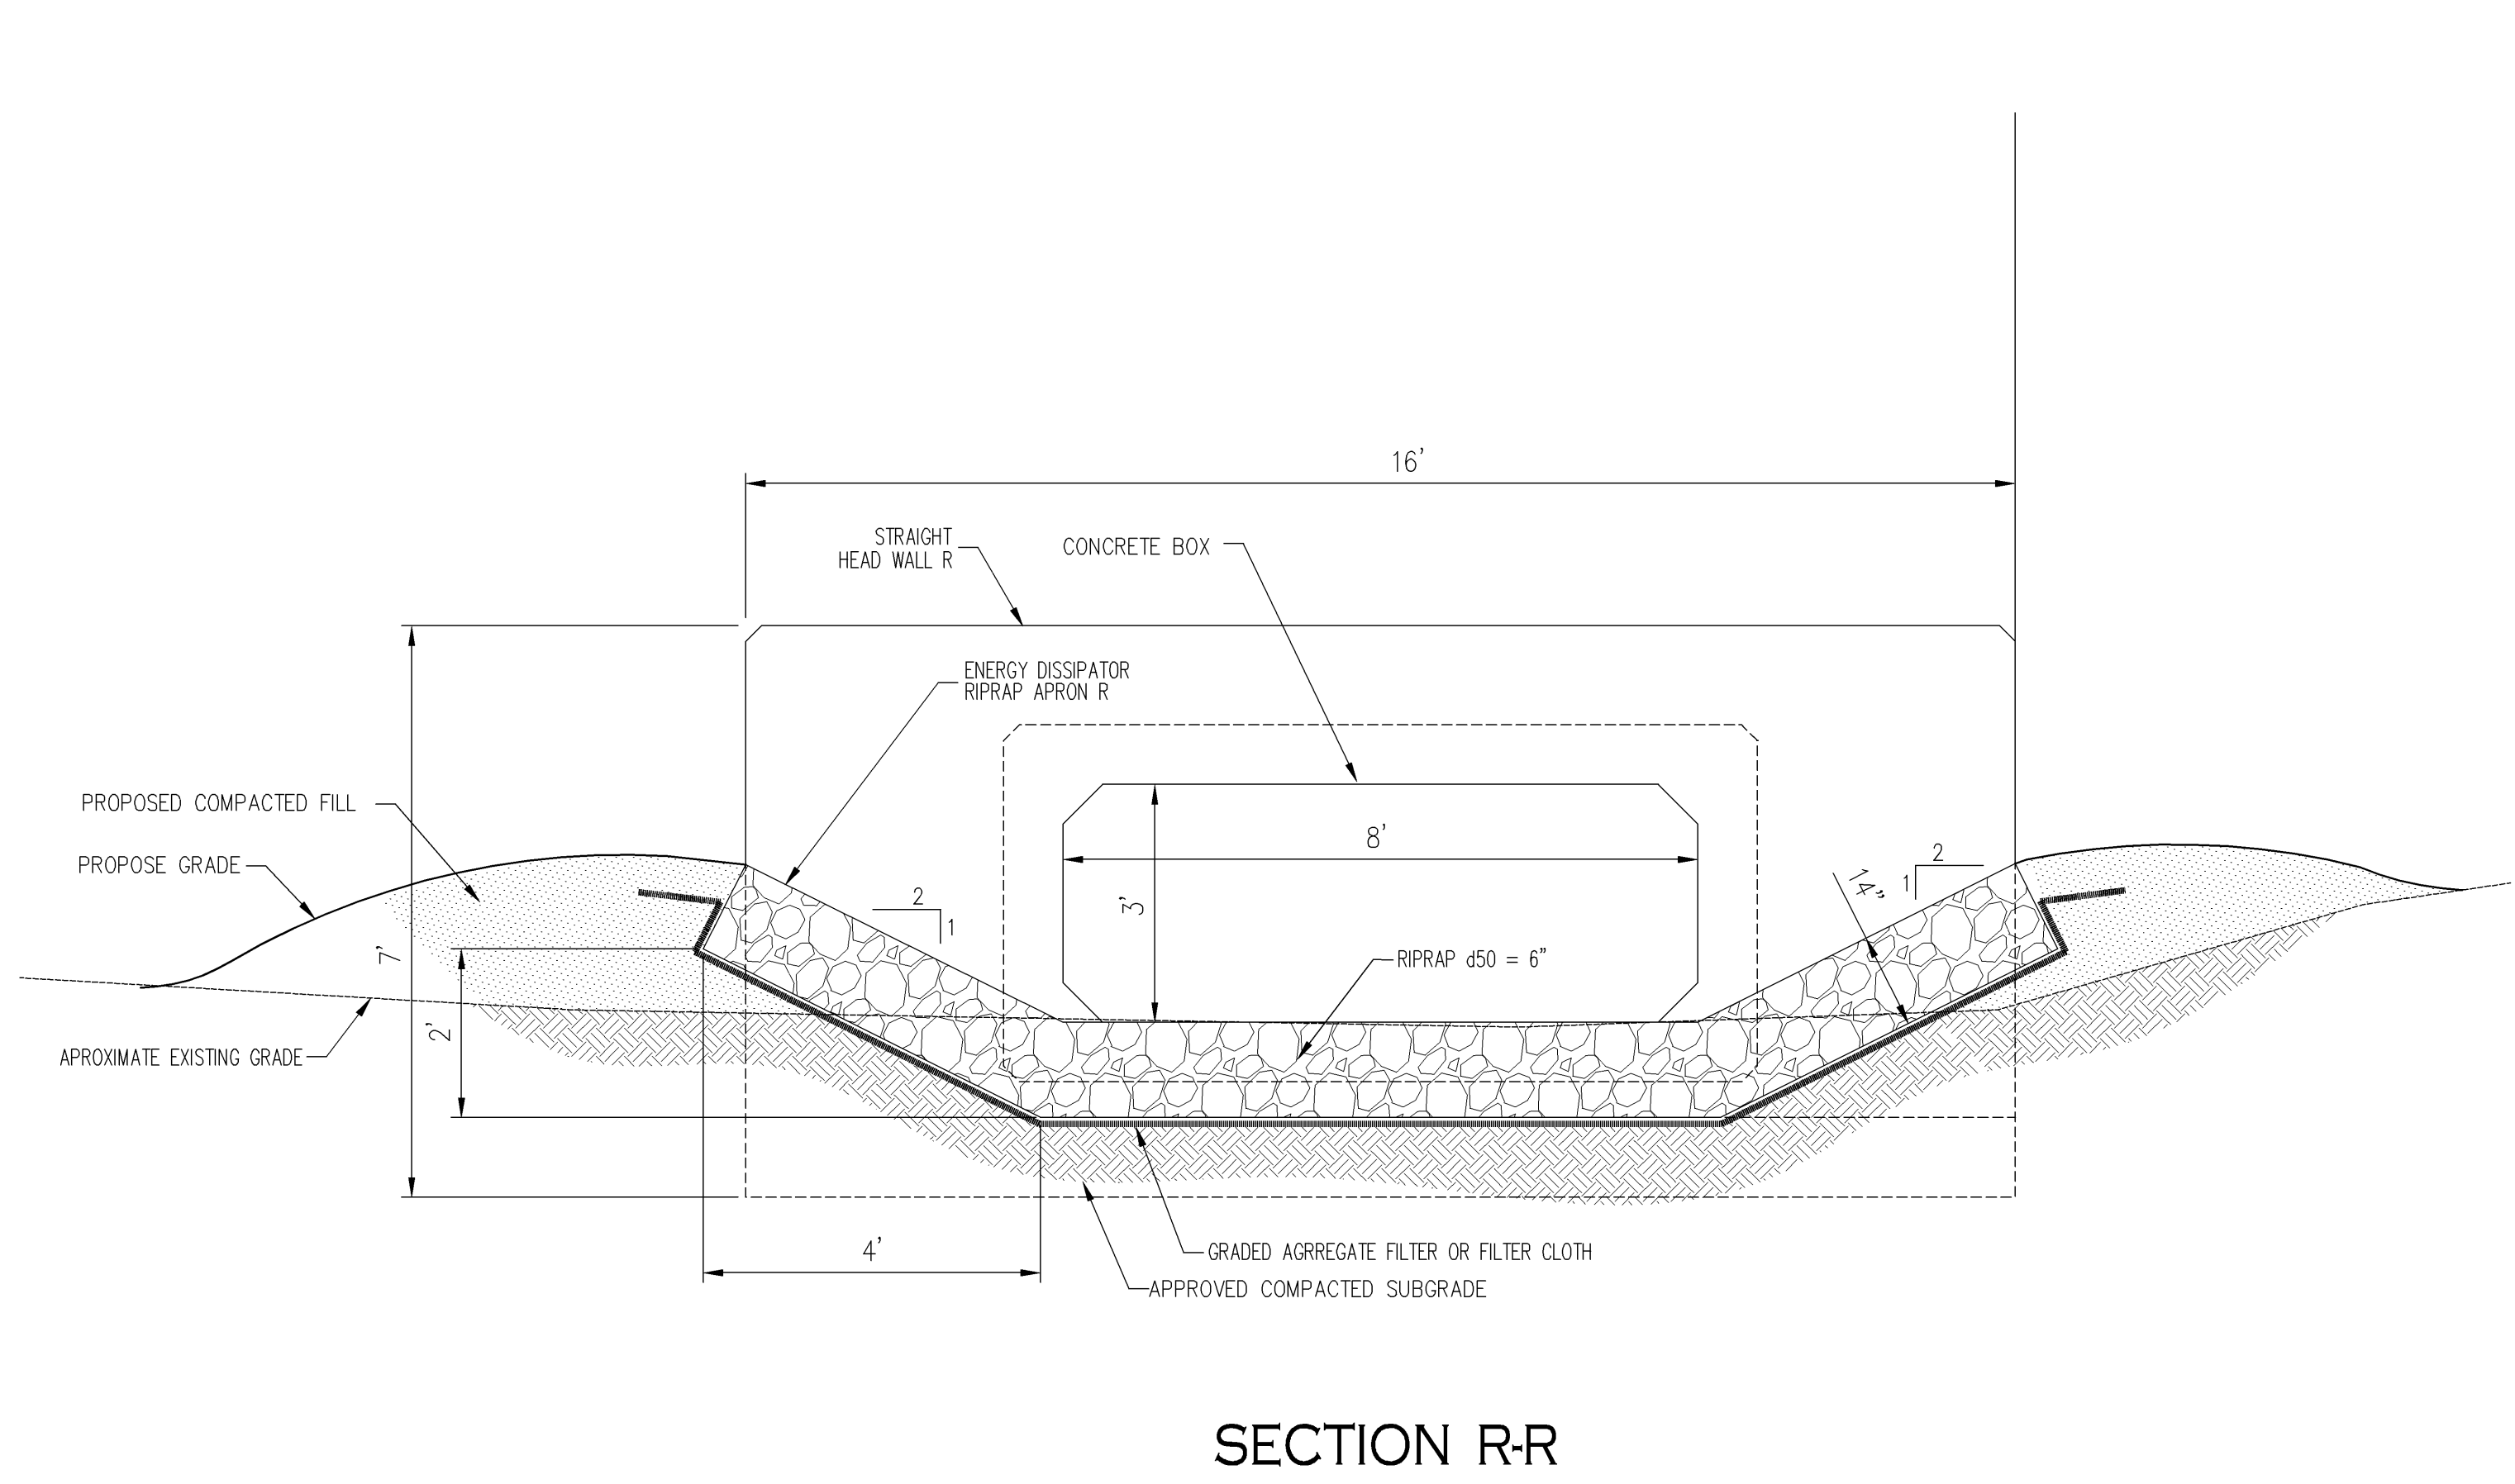 16'
STRAIGHT
HEAD WALL R
CONCRETE BOX
ENERGY DISSIPATOR
RIPRAP APRON R
PROPOSED COMPACTED FILL
PROPOSE GRADE
8'
3'
2
1
2
1
14"
7'
2'
RIPRAP d50 = 6"
APROXIMATE EXISTING GRADE
4'
GRADED AGRREGATE FILTER OR FILTER CLOTH
APPROVED COMPACTED SUBGRADE
SECTION R-R